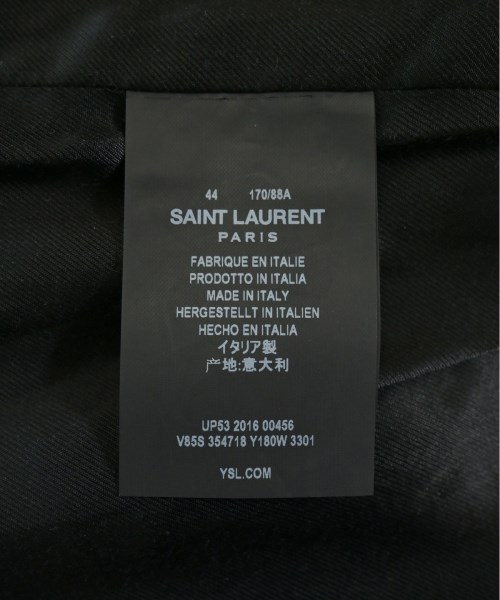 44 170/88A
SAINT LAURENT
PARIS
FABRIQUE EN ITALIE
PRODOTTO IN ITALIA
MADE IN ITALY
HERGESTELLT IN ITALIEN
HECHO EN ITALIA
イタリア製
产地:意大利
UP53 2016 00456
V85S 354718 Y180W 3301
YSL.COM